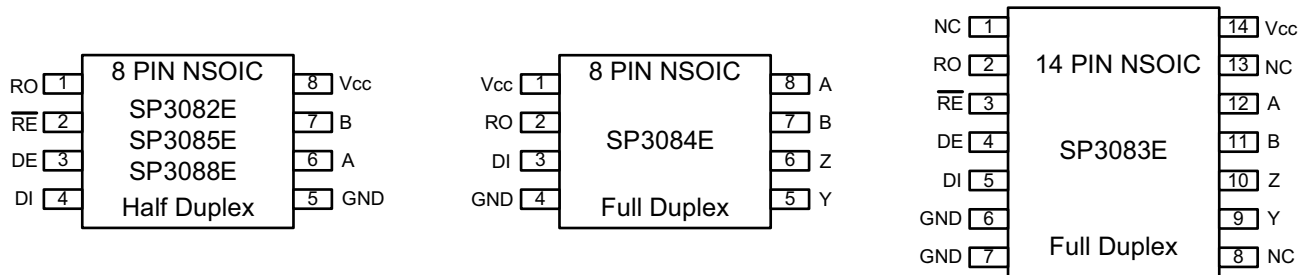 8 PIN NSOIC
SP3082E
SP3085E
SP3088E
Half Duplex
RO 1
RE 2
DE 3
DI 4
8 Vcc
7 B
6 A
5 GND
8 PIN NSOIC
SP3084E
Full Duplex
Vcc 1
RO 2
DI 3
GND 4
8 A
7 B
6 Z
5 Y
14 PIN NSOIC
SP3083E
Full Duplex
NC 1
RO 2
RE 3
DE 4
DI 5
GND 6
GND 7
14 Vcc
13 NC
12 A
11 B
10 Z
9 Y
8 NC